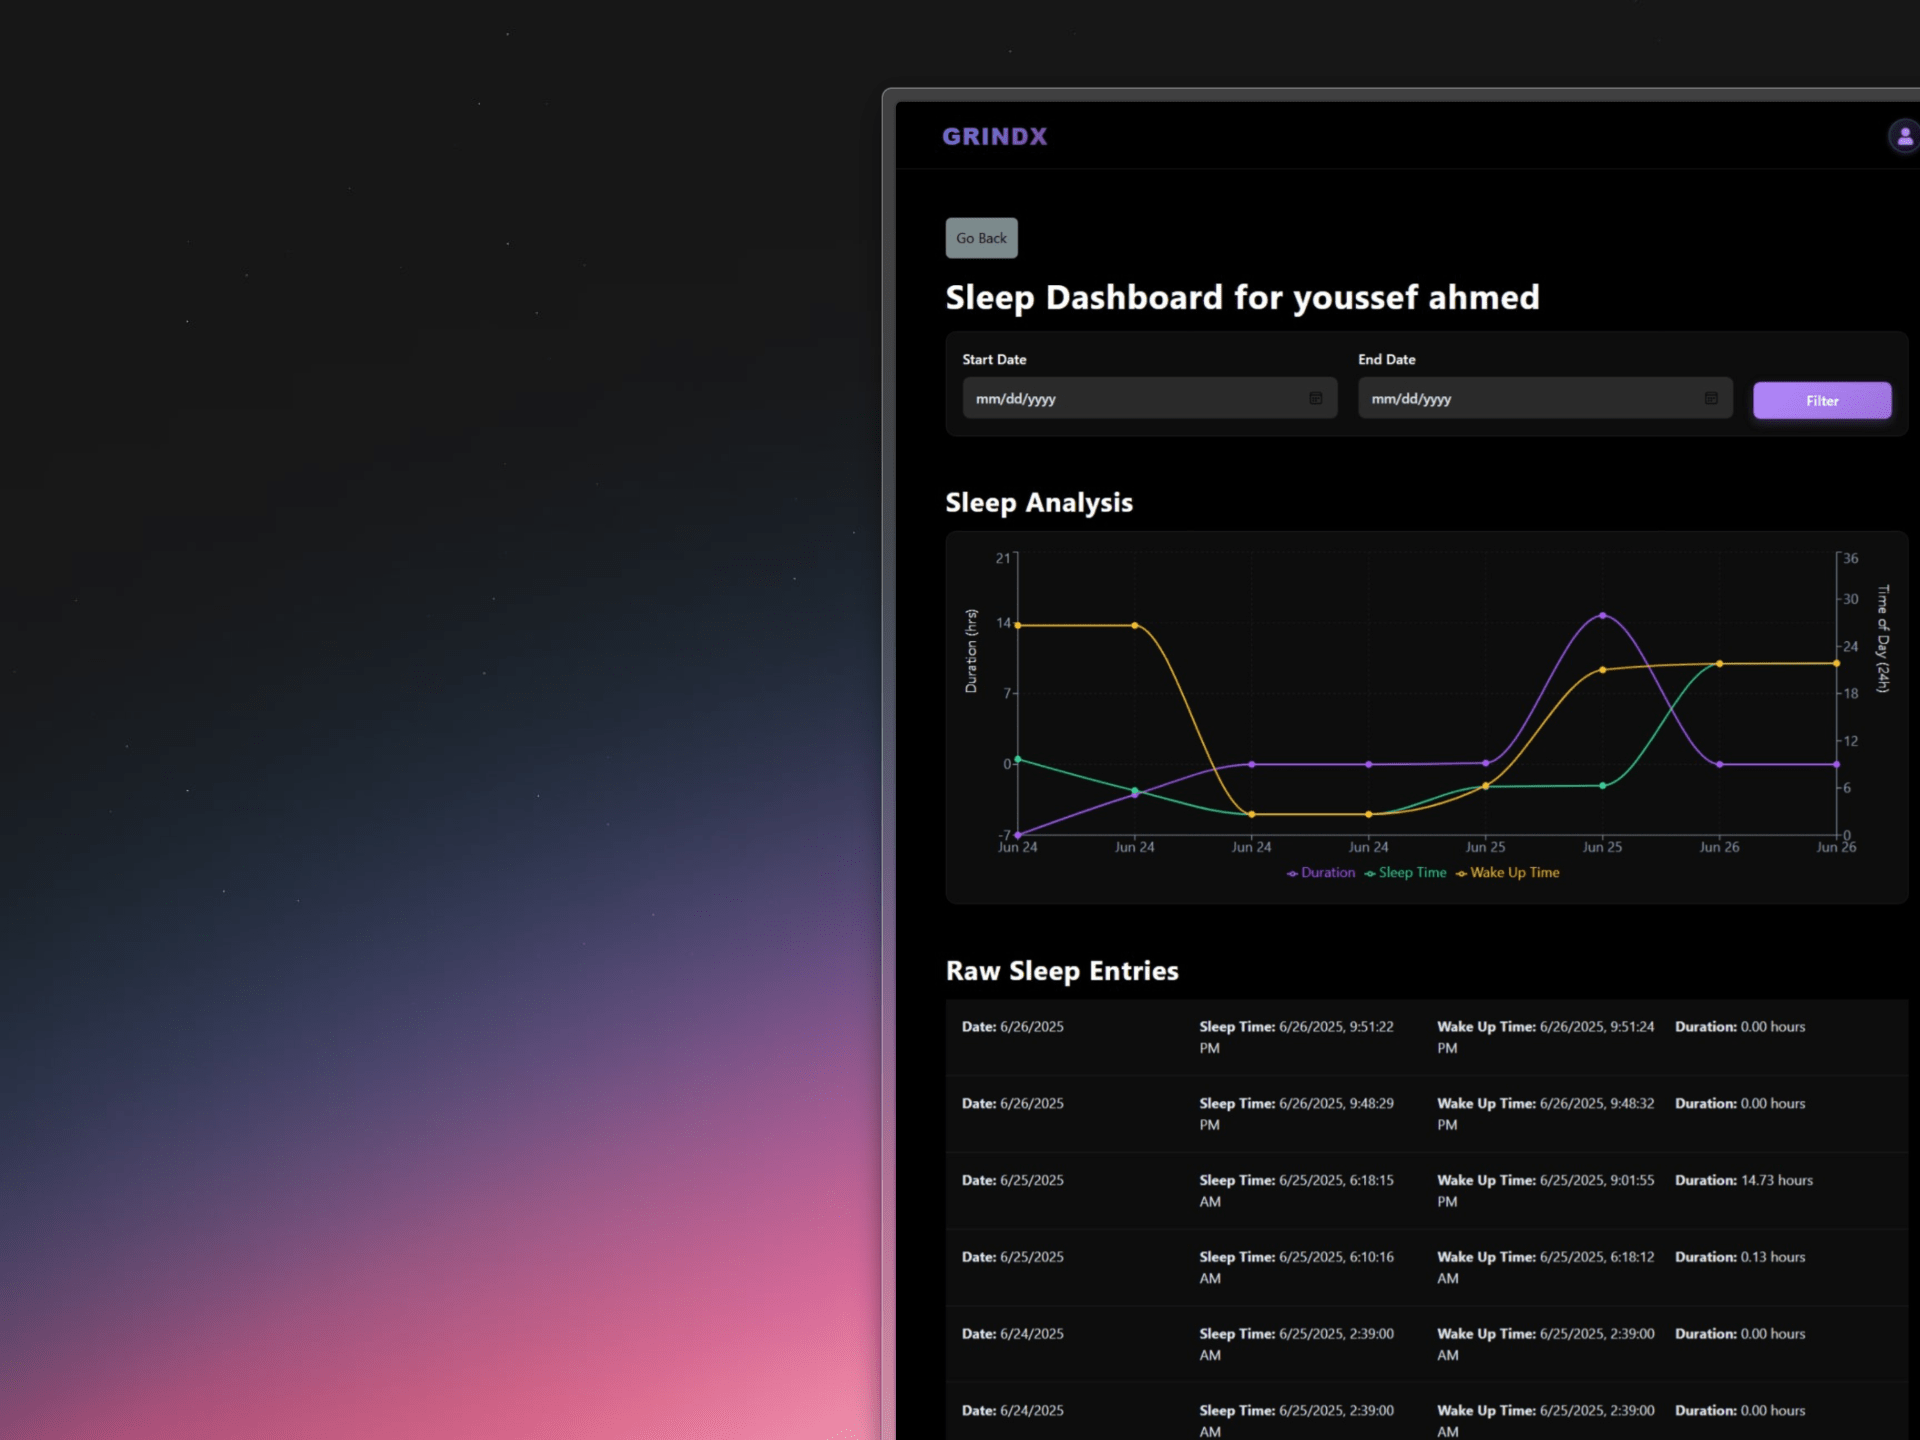 GRINDX
Go Back
Sleep Dashboard for youssef ahmed
Start Date
End Date
mm/dd/yyyy
mm/dd/yyyy
Filter
Sleep Analysis
21
14
7
0
-7
Duration (hrs)
36
30
24
18
12
6
0
Time of Day (24h)
Jun 24
Jun 24
Jun 24
Jun 24
Jun 25
Jun 25
Jun 26
Jun 26
Duration
Sleep Time
Wake Up Time
Raw Sleep Entries
Date: 6/26/2025
Sleep Time: 6/26/2025, 9:51:22
PM
Wake Up Time: 6/26/2025, 9:51:24
PM
Duration: 0.00 hours
Date: 6/26/2025
Sleep Time: 6/26/2025, 9:48:29
PM
Wake Up Time: 6/26/2025, 9:48:32
PM
Duration: 0.00 hours
Date: 6/25/2025
Sleep Time: 6/25/2025, 6:18:15
AM
Wake Up Time: 6/25/2025, 9:01:55
PM
Duration: 14.73 hours
Date: 6/25/2025
Sleep Time: 6/25/2025, 6:10:16
AM
Wake Up Time: 6/25/2025, 6:18:12
AM
Duration: 0.13 hours
Date: 6/24/2025
Sleep Time: 6/25/2025, 2:39:00
AM
Wake Up Time: 6/25/2025, 2:39:00
AM
Duration: 0.00 hours
Date: 6/24/2025
Sleep Time: 6/25/2025, 2:39:00
AM
Wake Up Time: 6/25/2025, 2:39:00
AM
Duration: 0.00 hours